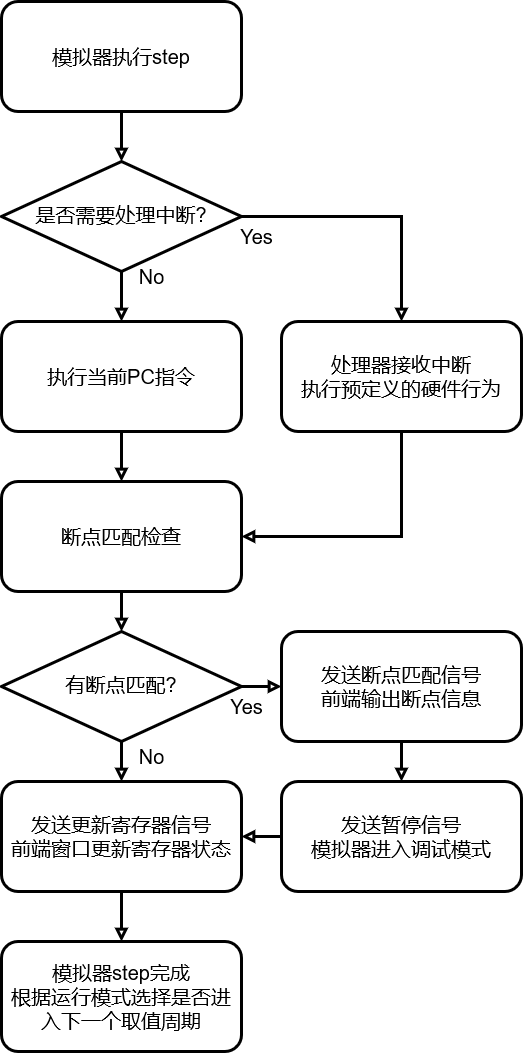 模拟器执行step
是否需要处理中断?
Yes
No
执行当前PC指令
处理器接收中断
执行预定义的硬件行为
断点匹配检查
有断点匹配?
Yes
发送断点匹配信号
前端输出断点信息
No
发送更新寄存器信号
前端窗口更新寄存器状态
发送暂停信号
模拟器进入调试模式
模拟器step完成
根据运行模式选择是否进
入下一个取值周期